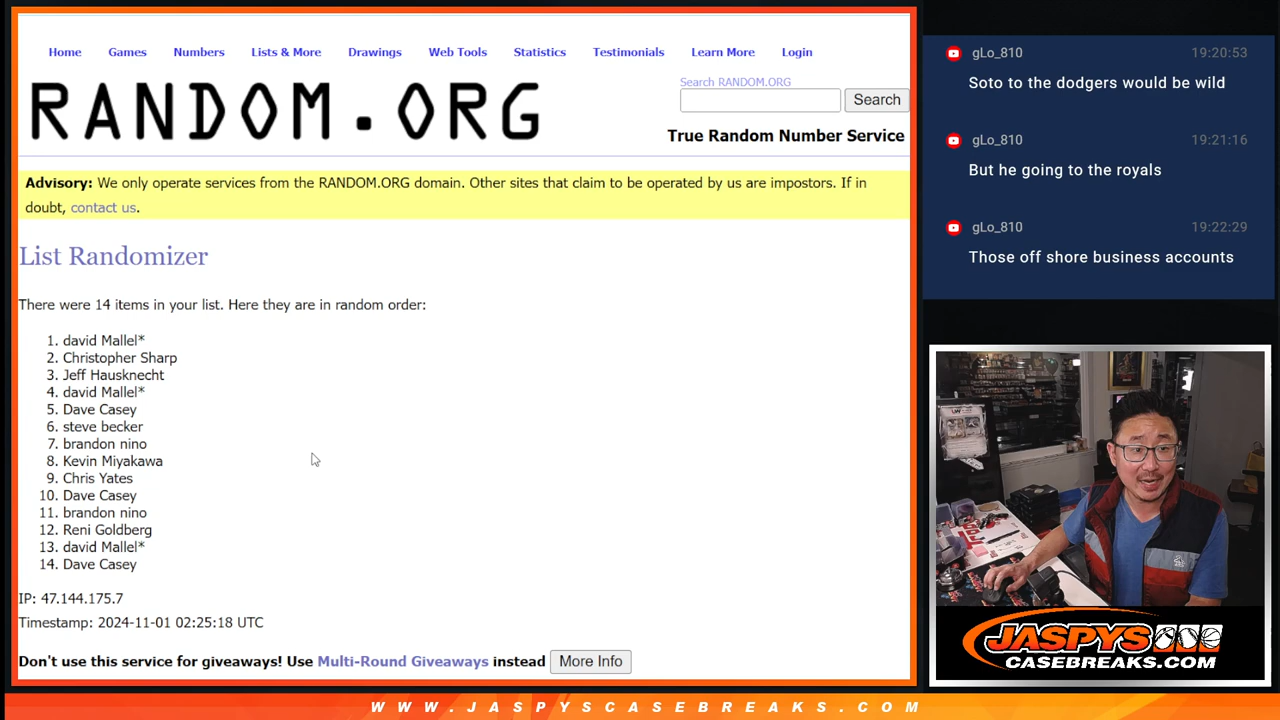 Home Games Numbers Lists & More Drawings Web Tools Statistics Testimonials Learn More Login
RANDOM.ORG
Search RANDOM.ORG
Search
True Random Number Service
Advisory: We only operate services from the RANDOM.ORG domain. Other sites that claim to be operated by us are impostors. If in
doubt, contact us.
List Randomizer
There were 14 items in your list. Here they are in random order:
1. david Mallel*
2. Christopher Sharp
3. Jeff Hausknecht
4. david Mallel*
5. Dave Casey
6. steve becker
7. brandon nino
8. Kevin Miyakawa
9. Chris Yates
10. Dave Casey
11. brandon nino
12. Reni Goldberg
13. david Mallel*
14. Dave Casey
IP: 47.144.175.7
Timestamp: 2024-11-01 02:25:18 UTC
Don't use this service for giveaways! Use Multi-Round Giveaways instead More Info
gLo_810 19:20:53
Soto to the dodgers would be wild
gLo_810 19:21:16
But he going to the royals
gLo_810 19:22:29
Those off shore business accounts
JASPYS
CASEBREAKS.COM
WWW.JASPYSCASEBREAKS.COM